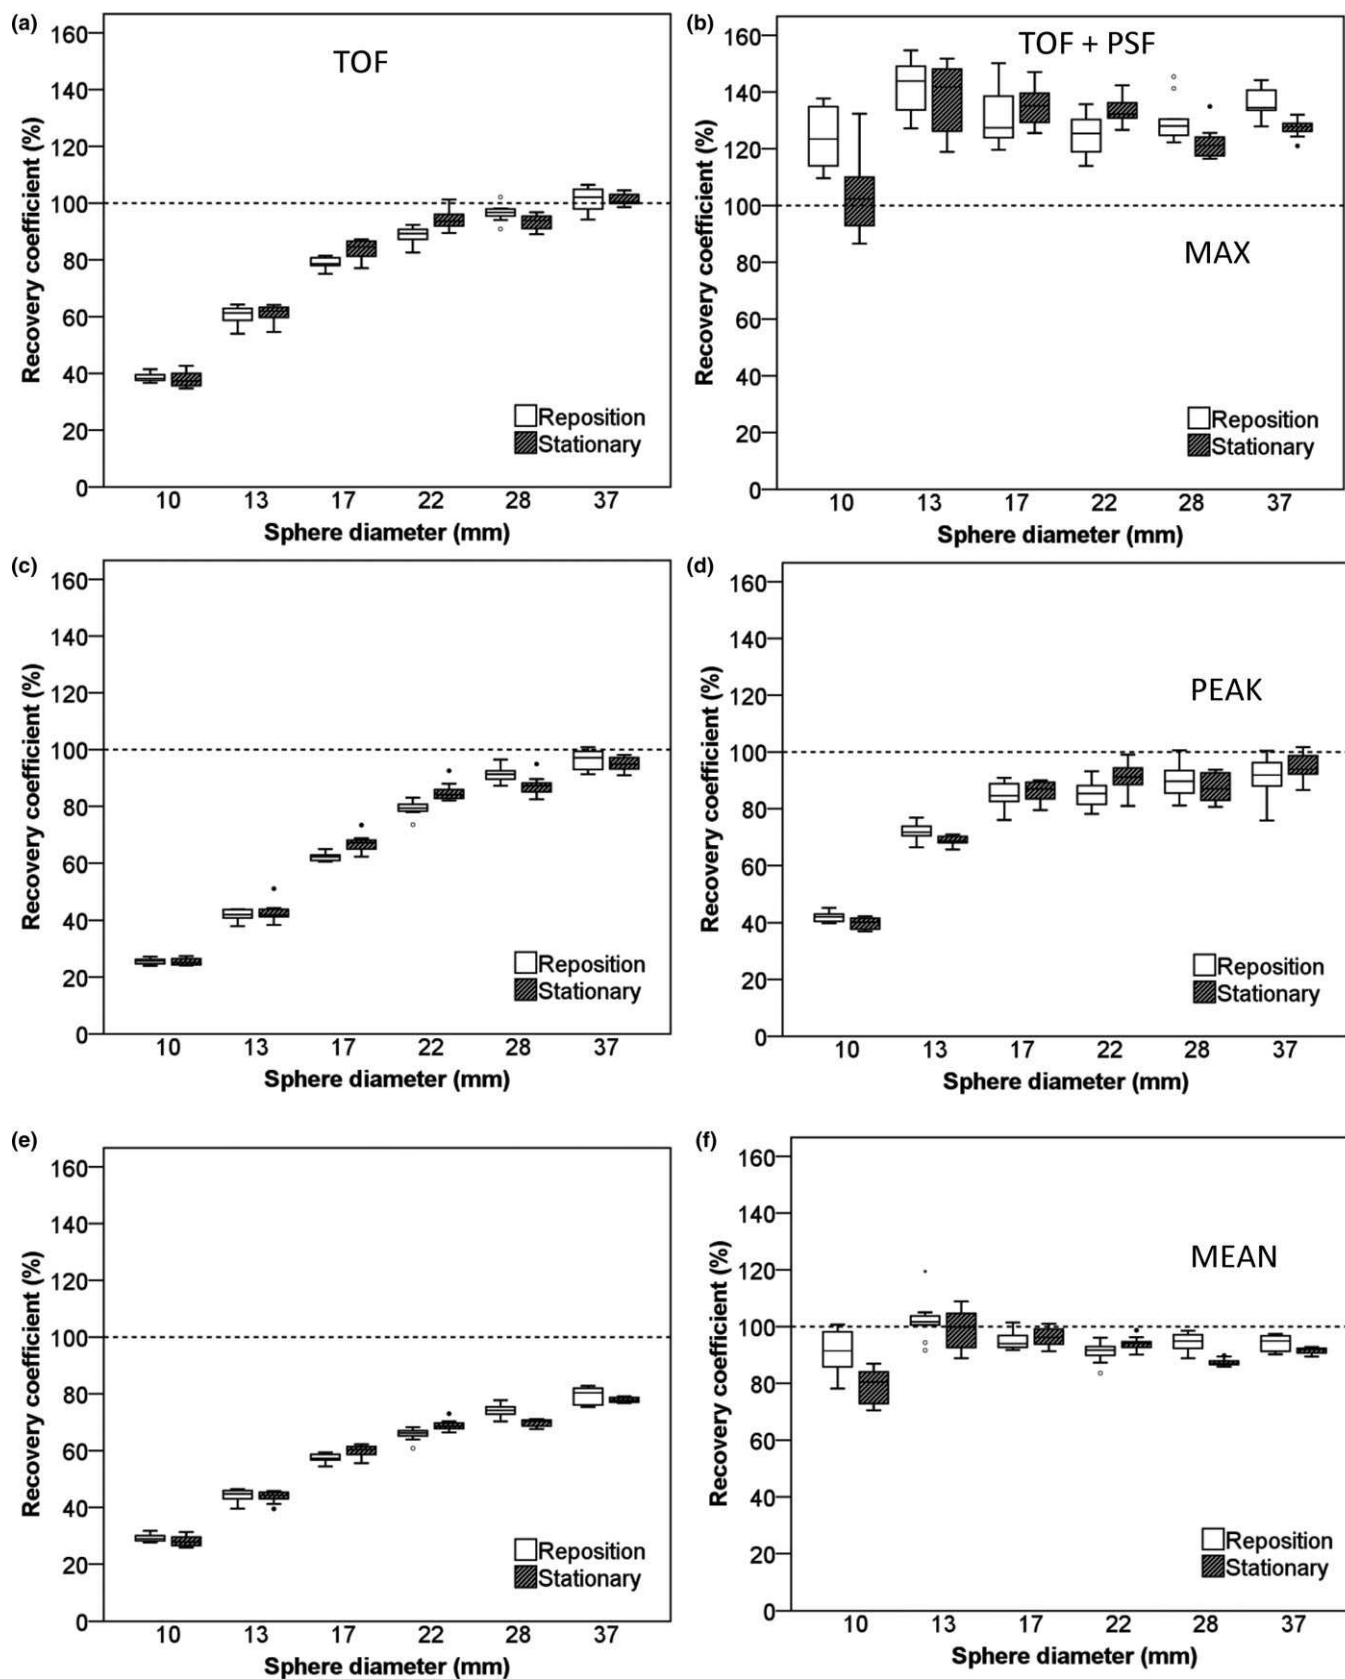 (a)
TOF
Recovery coefficient (%)
160
140
120
100
80
60
40
20
0
Reposition
Stationary
10 13 17 22 28 37
Sphere diameter (mm)
(b)
TOF + PSF
MAX
Recovery coefficient (%)
160
140
120
100
80
60
40
20
0
Reposition
Stationary
10 13 17 22 28 37
Sphere diameter (mm)
(c)
Recovery coefficient (%)
160
140
120
100
80
60
40
20
0
Reposition
Stationary
10 13 17 22 28 37
Sphere diameter (mm)
(d)
PEAK
Recovery coefficient (%)
160
140
120
100
80
60
40
20
0
Reposition
Stationary
10 13 17 22 28 37
Sphere diameter (mm)
(e)
Recovery coefficient (%)
160
140
120
100
80
60
40
20
0
Reposition
Stationary
10 13 17 22 28 37
Sphere diameter (mm)
(f)
MEAN
Recovery coefficient (%)
160
140
120
100
80
60
40
20
0
Reposition
Stationary
10 13 17 22 28 37
Sphere diameter (mm)